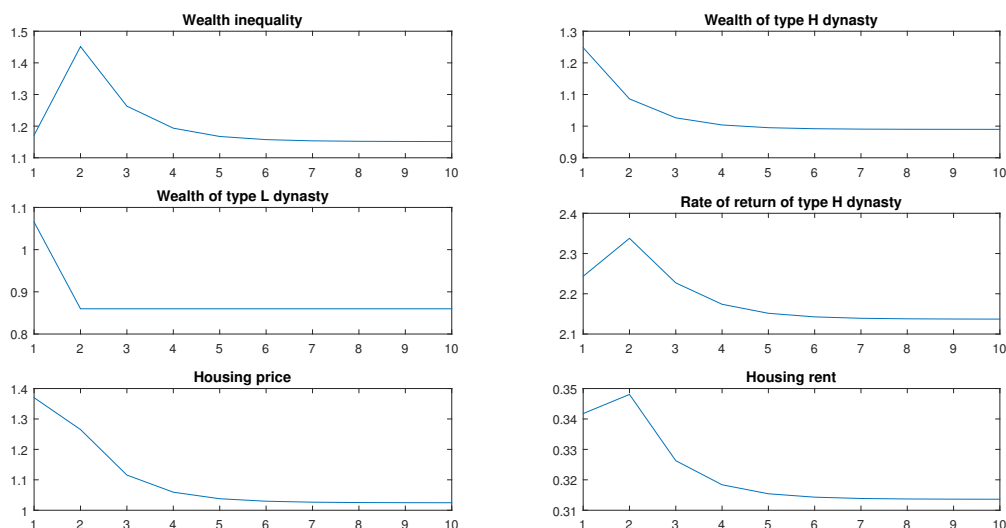 Wealth inequality
1.5
1.4
1.3
1.2
1.1
1 2 3 4 5 6 7 8 9 10
Wealth of type H dynasty
1.3
1.2
1.1
1
0.9
1 2 3 4 5 6 7 8 9 10
Wealth of type L dynasty
1.1
1
0.9
0.8
1 2 3 4 5 6 7 8 9 10
Rate of return of type H dynasty
2.4
2.3
2.2
2.1
1 2 3 4 5 6 7 8 9 10
Housing price
1.4
1.3
1.2
1.1
1
1 2 3 4 5 6 7 8 9 10
Housing rent
0.35
0.34
0.33
0.32
0.31
1 2 3 4 5 6 7 8 9 10